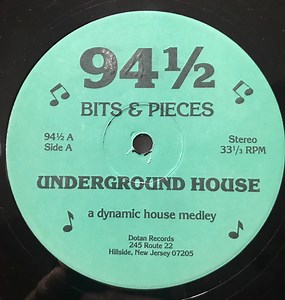 94½
BITS & PIECES
94½ A
Side A
Stereo
33⅓ RPM
UNDERGROUND HOUSE
a dynamic house medley
Dotan Records
245 Route 22
Hillside, New Jersey 07205